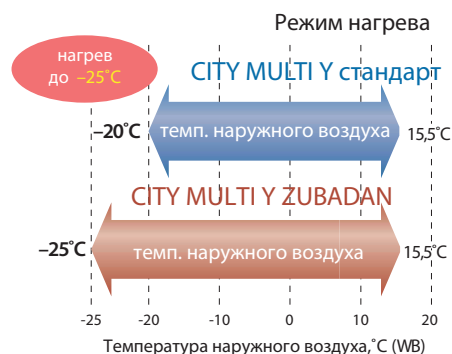 Режим нагрева
нагрев
до –25˚C
CITY MULTI Y стандарт
–20˚C
темп. наружного воздуха
15,5˚C
CITY MULTI Y ZUBADAN
–25˚C
темп. наружного воздуха
15,5˚C
-25 -20 -10 0 10 20
Температура наружного воздуха,˚C (WB)